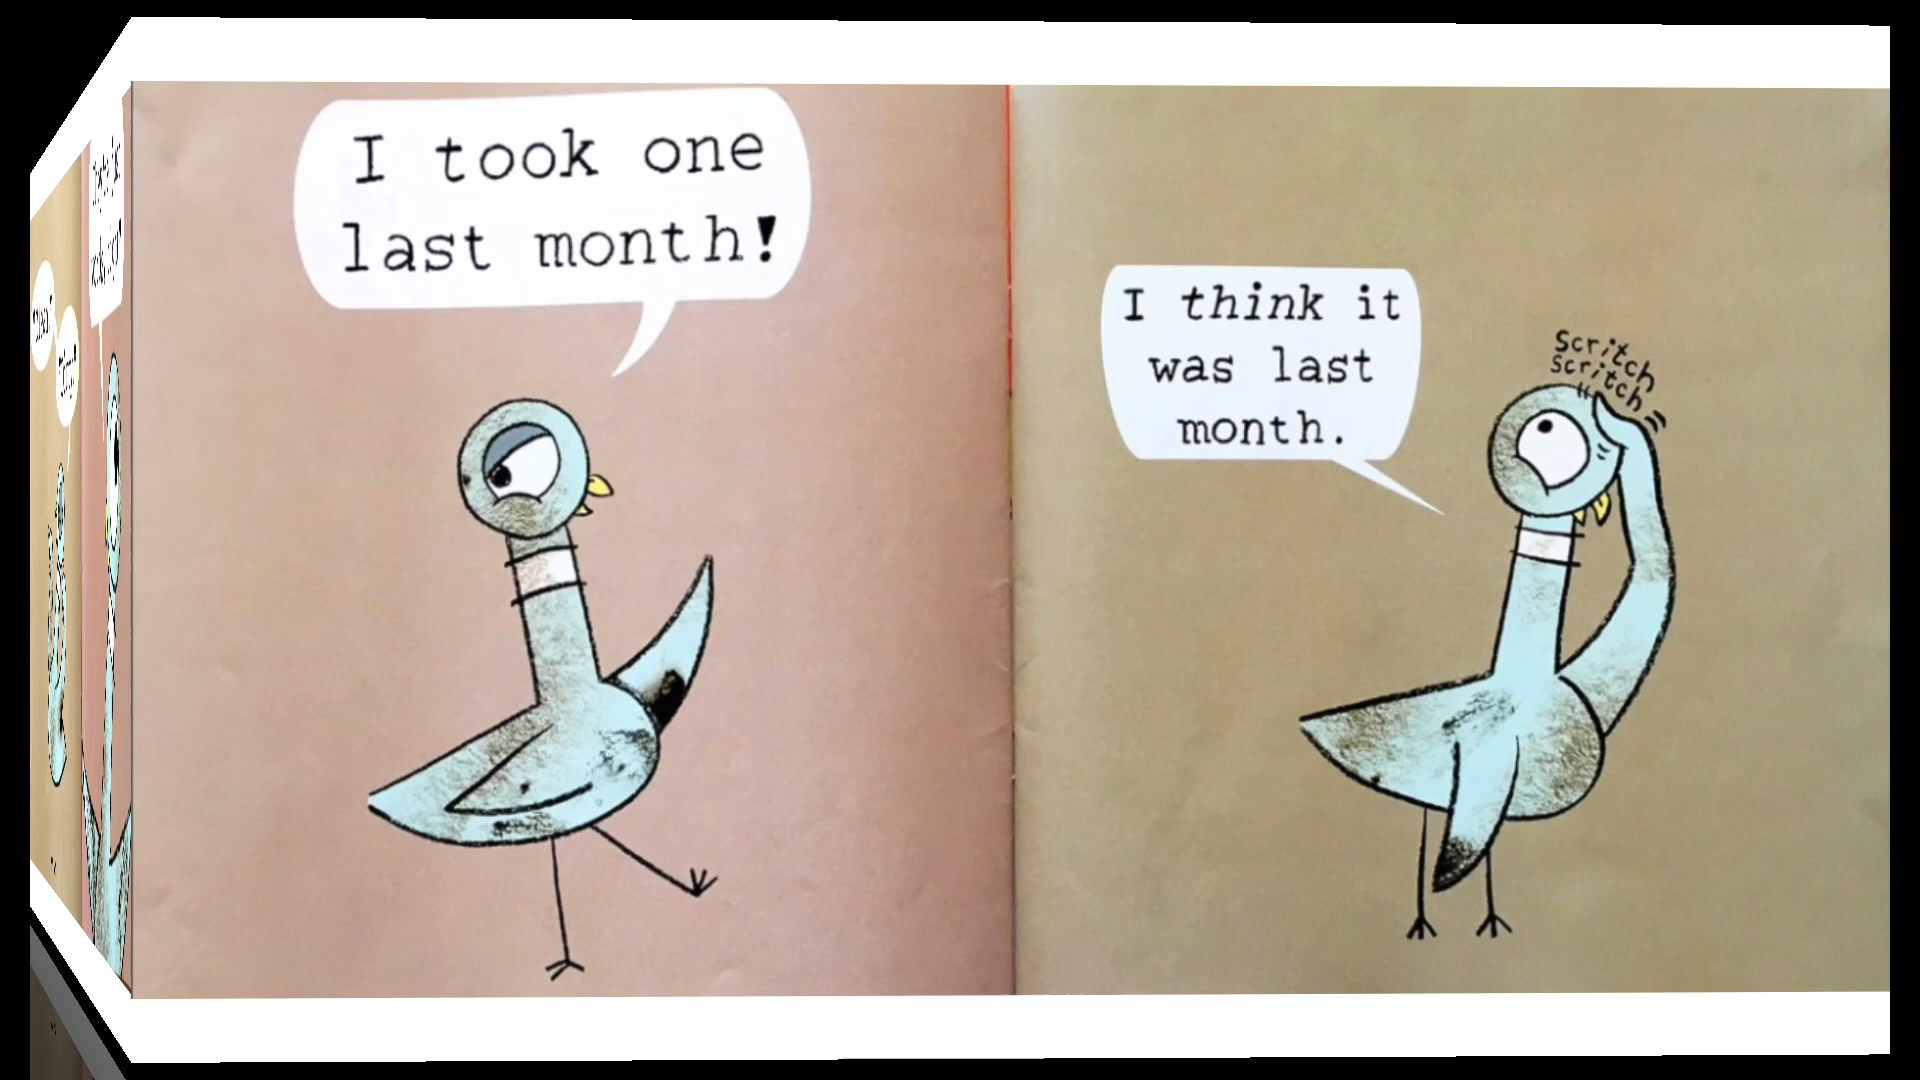 I took one
last month!
I think it
was last
month.
scritch
scritch